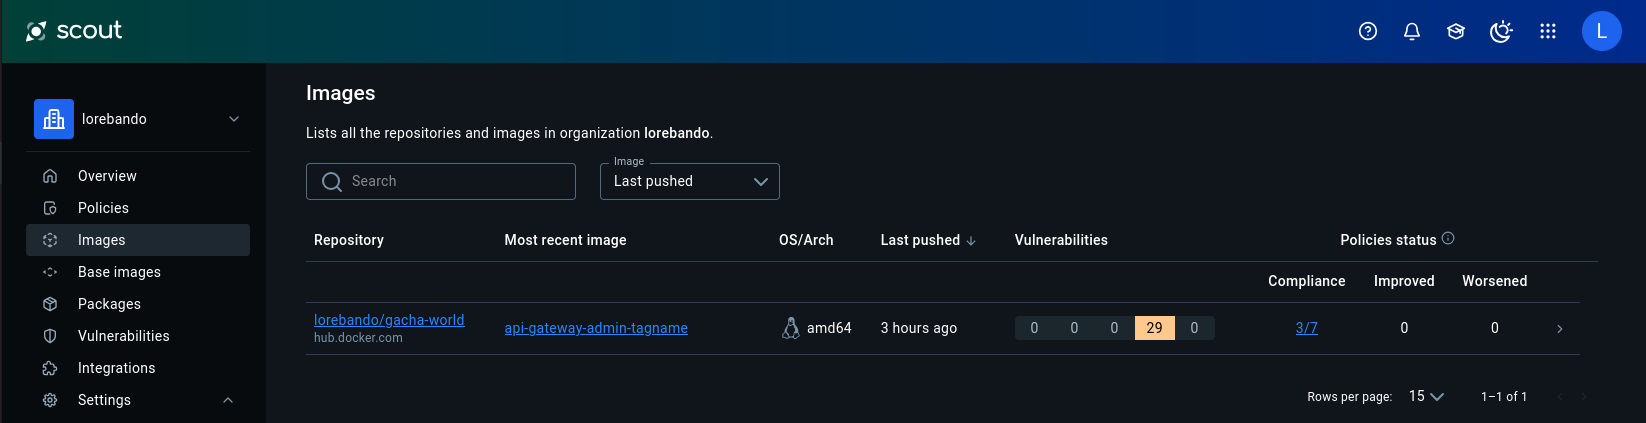 scout
L
lorebando
Overview
Policies
Images
Base images
Packages
Vulnerabilities
Integrations
Settings
Images
Lists all the repositories and images in organization lorebando.
Search
Image
Last pushed
Repository Most recent image OS/Arch Last pushed Vulnerabilities Policies status
Compliance Improved Worsened
lorebando/gacha-world api-gateway-admin-tagname amd64 3 hours ago 0 0 0 29 0 3/7 0 0
hub.docker.com
Rows per page: 15 1–1 of 1